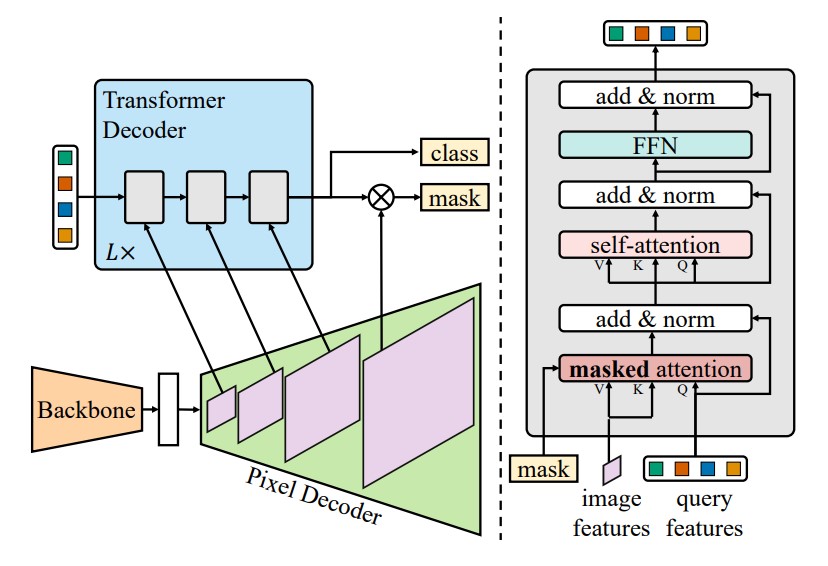 Transformer
Decoder
class
mask
L×
Backbone
Pixel Decoder
add & norm
FFN
add & norm
self-attention
V K Q
add & norm
masked attention
V K Q
mask
image
features
query
features